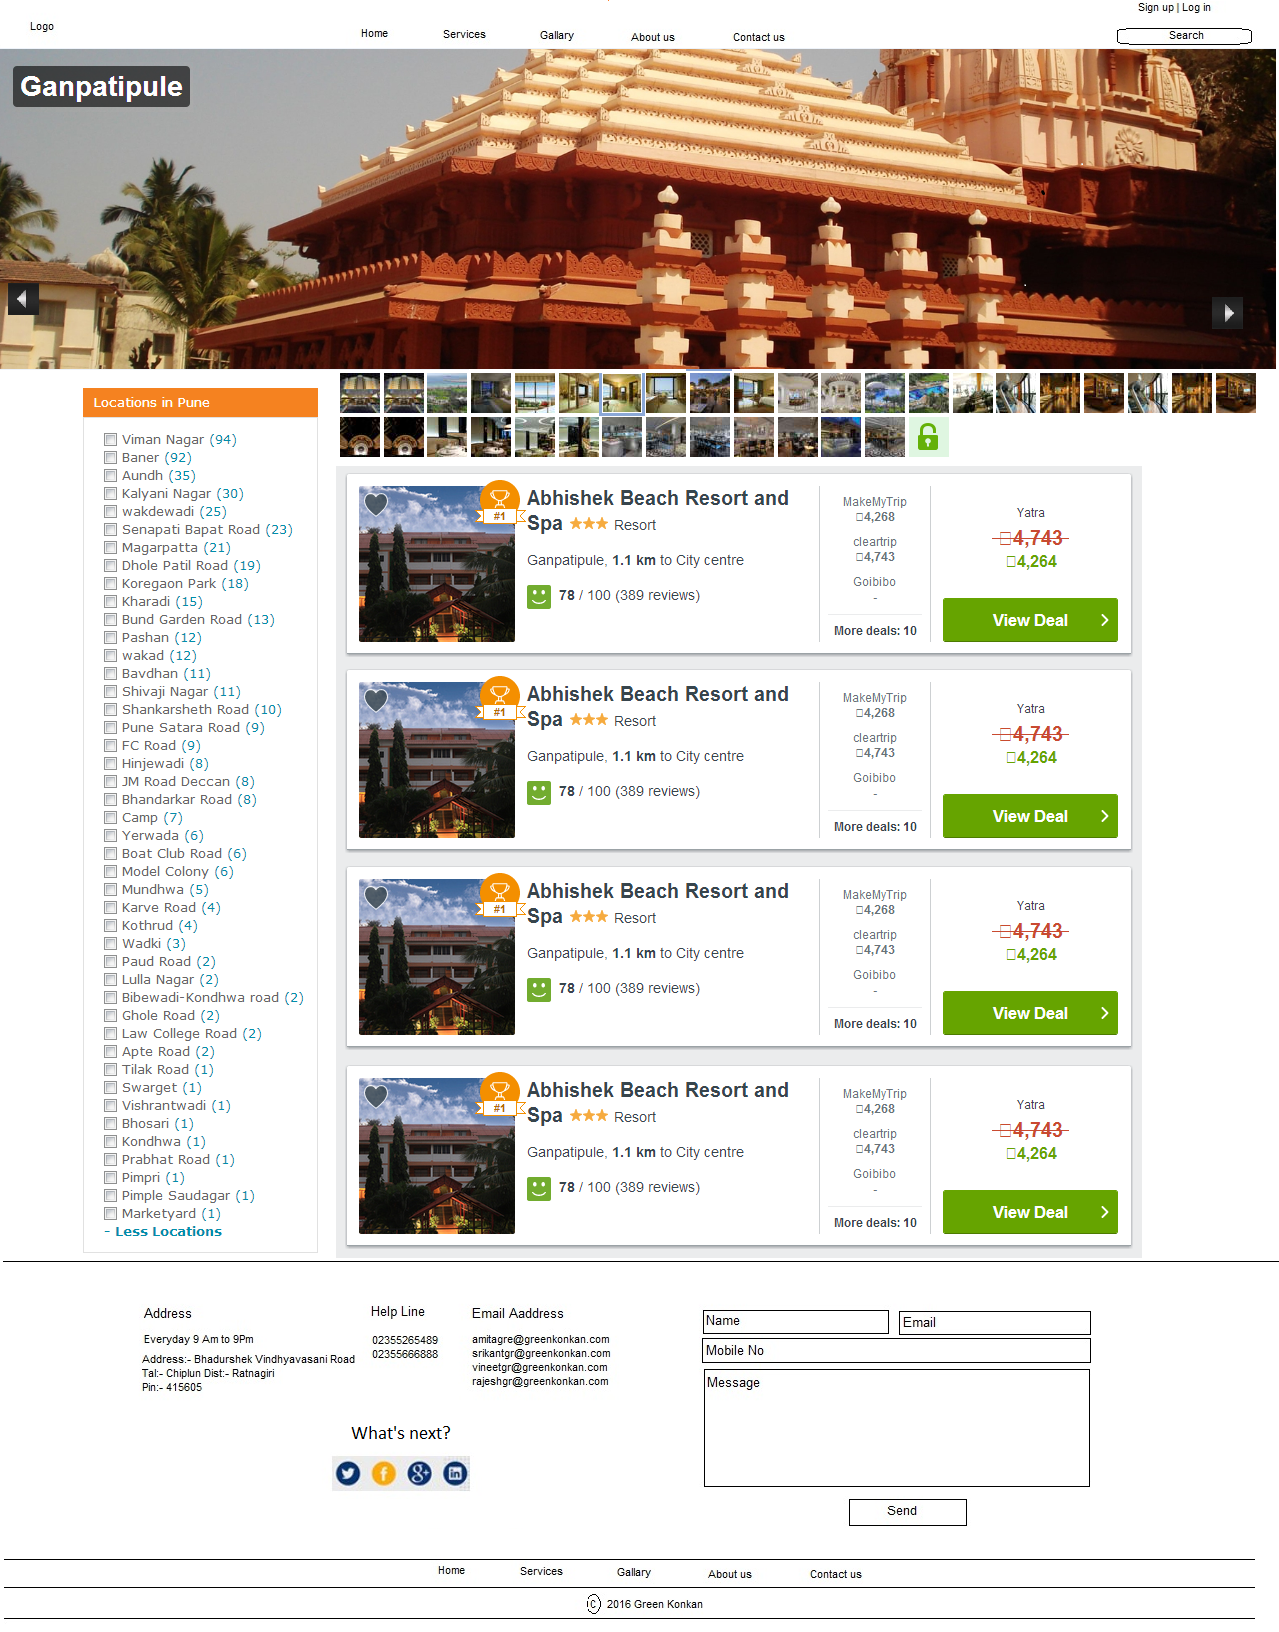 Sign up | Log in
Logo
Home
Services
Gallary
About us
Contact us
Search
Ganpatipule
Locations in Pune
Viman Nagar (94)
Baner (92)
Aundh (35)
Kalyani Nagar (30)
wakdewadi (25)
Senapati Bapat Road (23)
Magarpatta (21)
Dhole Patil Road (19)
Koregaon Park (18)
Kharadi (15)
Bund Garden Road (13)
Pashan (12)
wakad (12)
Bavdhan (11)
Shivaji Nagar (11)
Shankarsheth Road (10)
Pune Satara Road (9)
FC Road (9)
Hinjewadi (8)
JM Road Deccan (8)
Bhandarkar Road (8)
Camp (7)
Yerwada (6)
Boat Club Road (6)
Model Colony (6)
Mundhwa (5)
Karve Road (4)
Kothrud (4)
Wadki (3)
Paud Road (2)
Lulla Nagar (2)
Bibewadi-Kondhwa road (2)
Ghole Road (2)
Law College Road (2)
Apte Road (2)
Tilak Road (1)
Swarget (1)
Vishrantwadi (1)
Bhosari (1)
Kondhwa (1)
Prabhat Road (1)
Pimpri (1)
Pimple Saudagar (1)
Marketyard (1)
- Less Locations
#1
Abhishek Beach Resort and
Spa Resort
Ganpatipule, 1.1 km to City centre
78 / 100 (389 reviews)
MakeMyTrip
4,268
cleartrip
4,743
Goibibo
-
More deals: 10
Yatra
4,743
4,264
View Deal
#1
Abhishek Beach Resort and
Spa Resort
Ganpatipule, 1.1 km to City centre
78 / 100 (389 reviews)
MakeMyTrip
4,268
cleartrip
4,743
Goibibo
-
More deals: 10
Yatra
4,743
4,264
View Deal
#1
Abhishek Beach Resort and
Spa Resort
Ganpatipule, 1.1 km to City centre
78 / 100 (389 reviews)
MakeMyTrip
4,268
cleartrip
4,743
Goibibo
-
More deals: 10
Yatra
4,743
4,264
View Deal
#1
Abhishek Beach Resort and
Spa Resort
Ganpatipule, 1.1 km to City centre
78 / 100 (389 reviews)
MakeMyTrip
4,268
cleartrip
4,743
Goibibo
-
More deals: 10
Yatra
4,743
4,264
View Deal
Address
Everyday 9 Am to 9Pm
Address:- Bhadurshek Vindhyavasani Road
Tal:- Chiplun Dist:- Ratnagiri
Pin:- 415605
Help Line
02355265489
02355666888
Email Aaddress
amitagre@greenkonkan.com
srikantgr@greenkonkan.com
vineetgr@greenkonkan.com
rajeshgr@greenkonkan.com
What's next?
Name
Email
Mobile No
Message
Send
Home
Services
Gallary
About us
Contact us
© 2016 Green Konkan